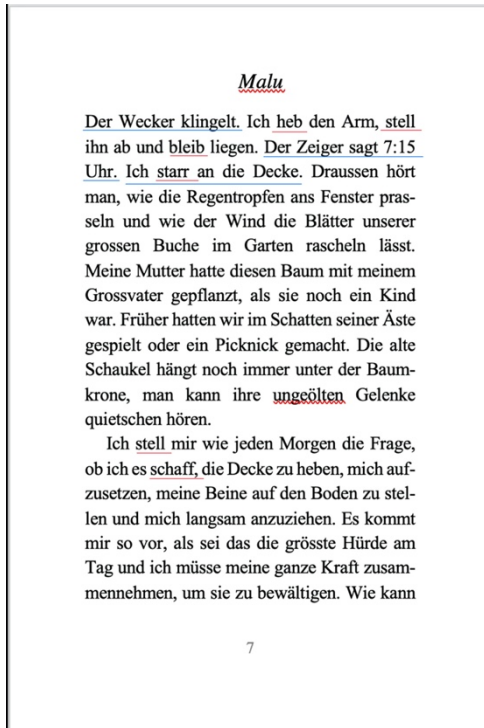 Malu
Der Wecker klingelt. Ich heb den Arm, stell
ihn ab und bleib liegen. Der Zeiger sagt 7:15
Uhr. Ich starr an die Decke. Draussen hört
man, wie die Regentropfen ans Fenster pras-
seln und wie der Wind die Blätter unserer
grossen Buche im Garten rascheln lässt.
Meine Mutter hatte diesen Baum mit meinem
Grossvater gepflanzt, als sie noch ein Kind
war. Früher hatten wir im Schatten seiner Äste
gespielt oder ein Picknick gemacht. Die alte
Schaukel hängt noch immer unter der Baum-
krone, man kann ihre ungeölten Gelenke
quietschen hören.
Ich stell mir wie jeden Morgen die Frage,
ob ich es schaff, die Decke zu heben, mich auf-
zusetzen, meine Beine auf den Boden zu stel-
len und mich langsam anzuziehen. Es kommt
mir so vor, als sei das die grösste Hürde am
Tag und ich müsse meine ganze Kraft zusam-
mennehmen, um sie zu bewältigen. Wie kann
7